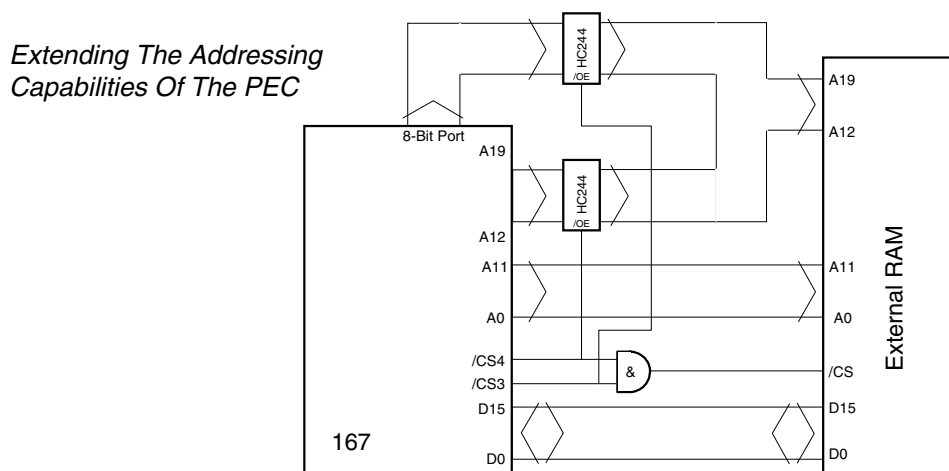 Extending The Addressing
Capabilities Of The PEC
HC244
/OE
8-Bit Port
A19
A12
A19
HC244
/OE
A12
A11
A11
A0
A0
External RAM
/CS4
/CS3
&
/CS
D15
D15
167
D0
D0